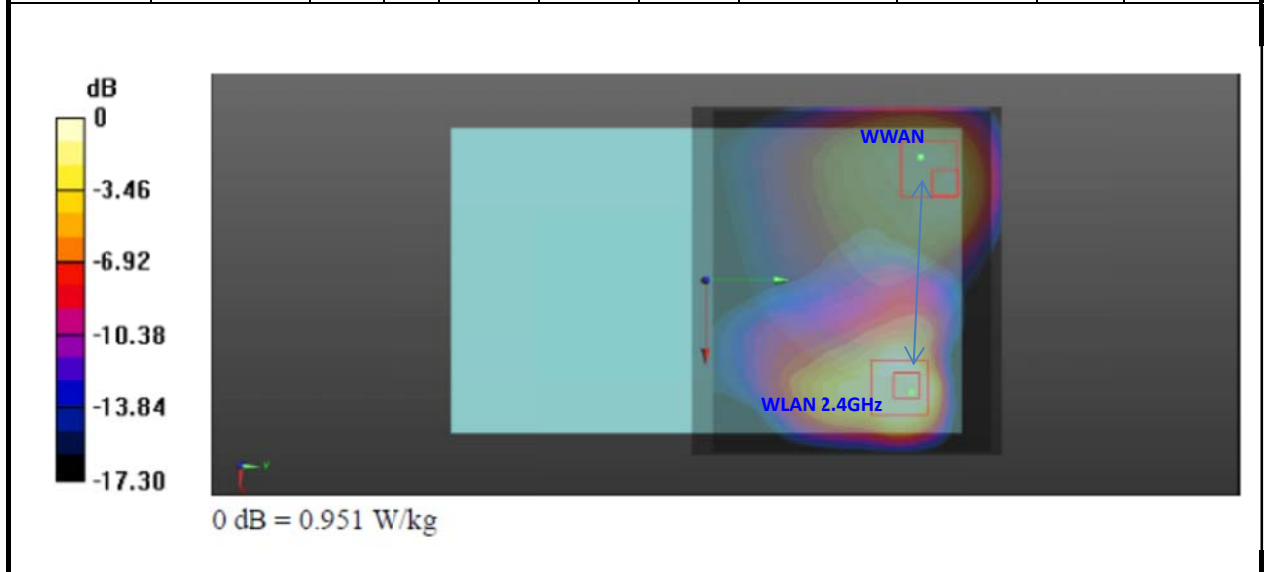 dB
0
-3.46
-6.92
-10.38
-13.84
-17.30
WWAN
WLAN 2.4GHz
y
0 dB = 0.951 W/kg